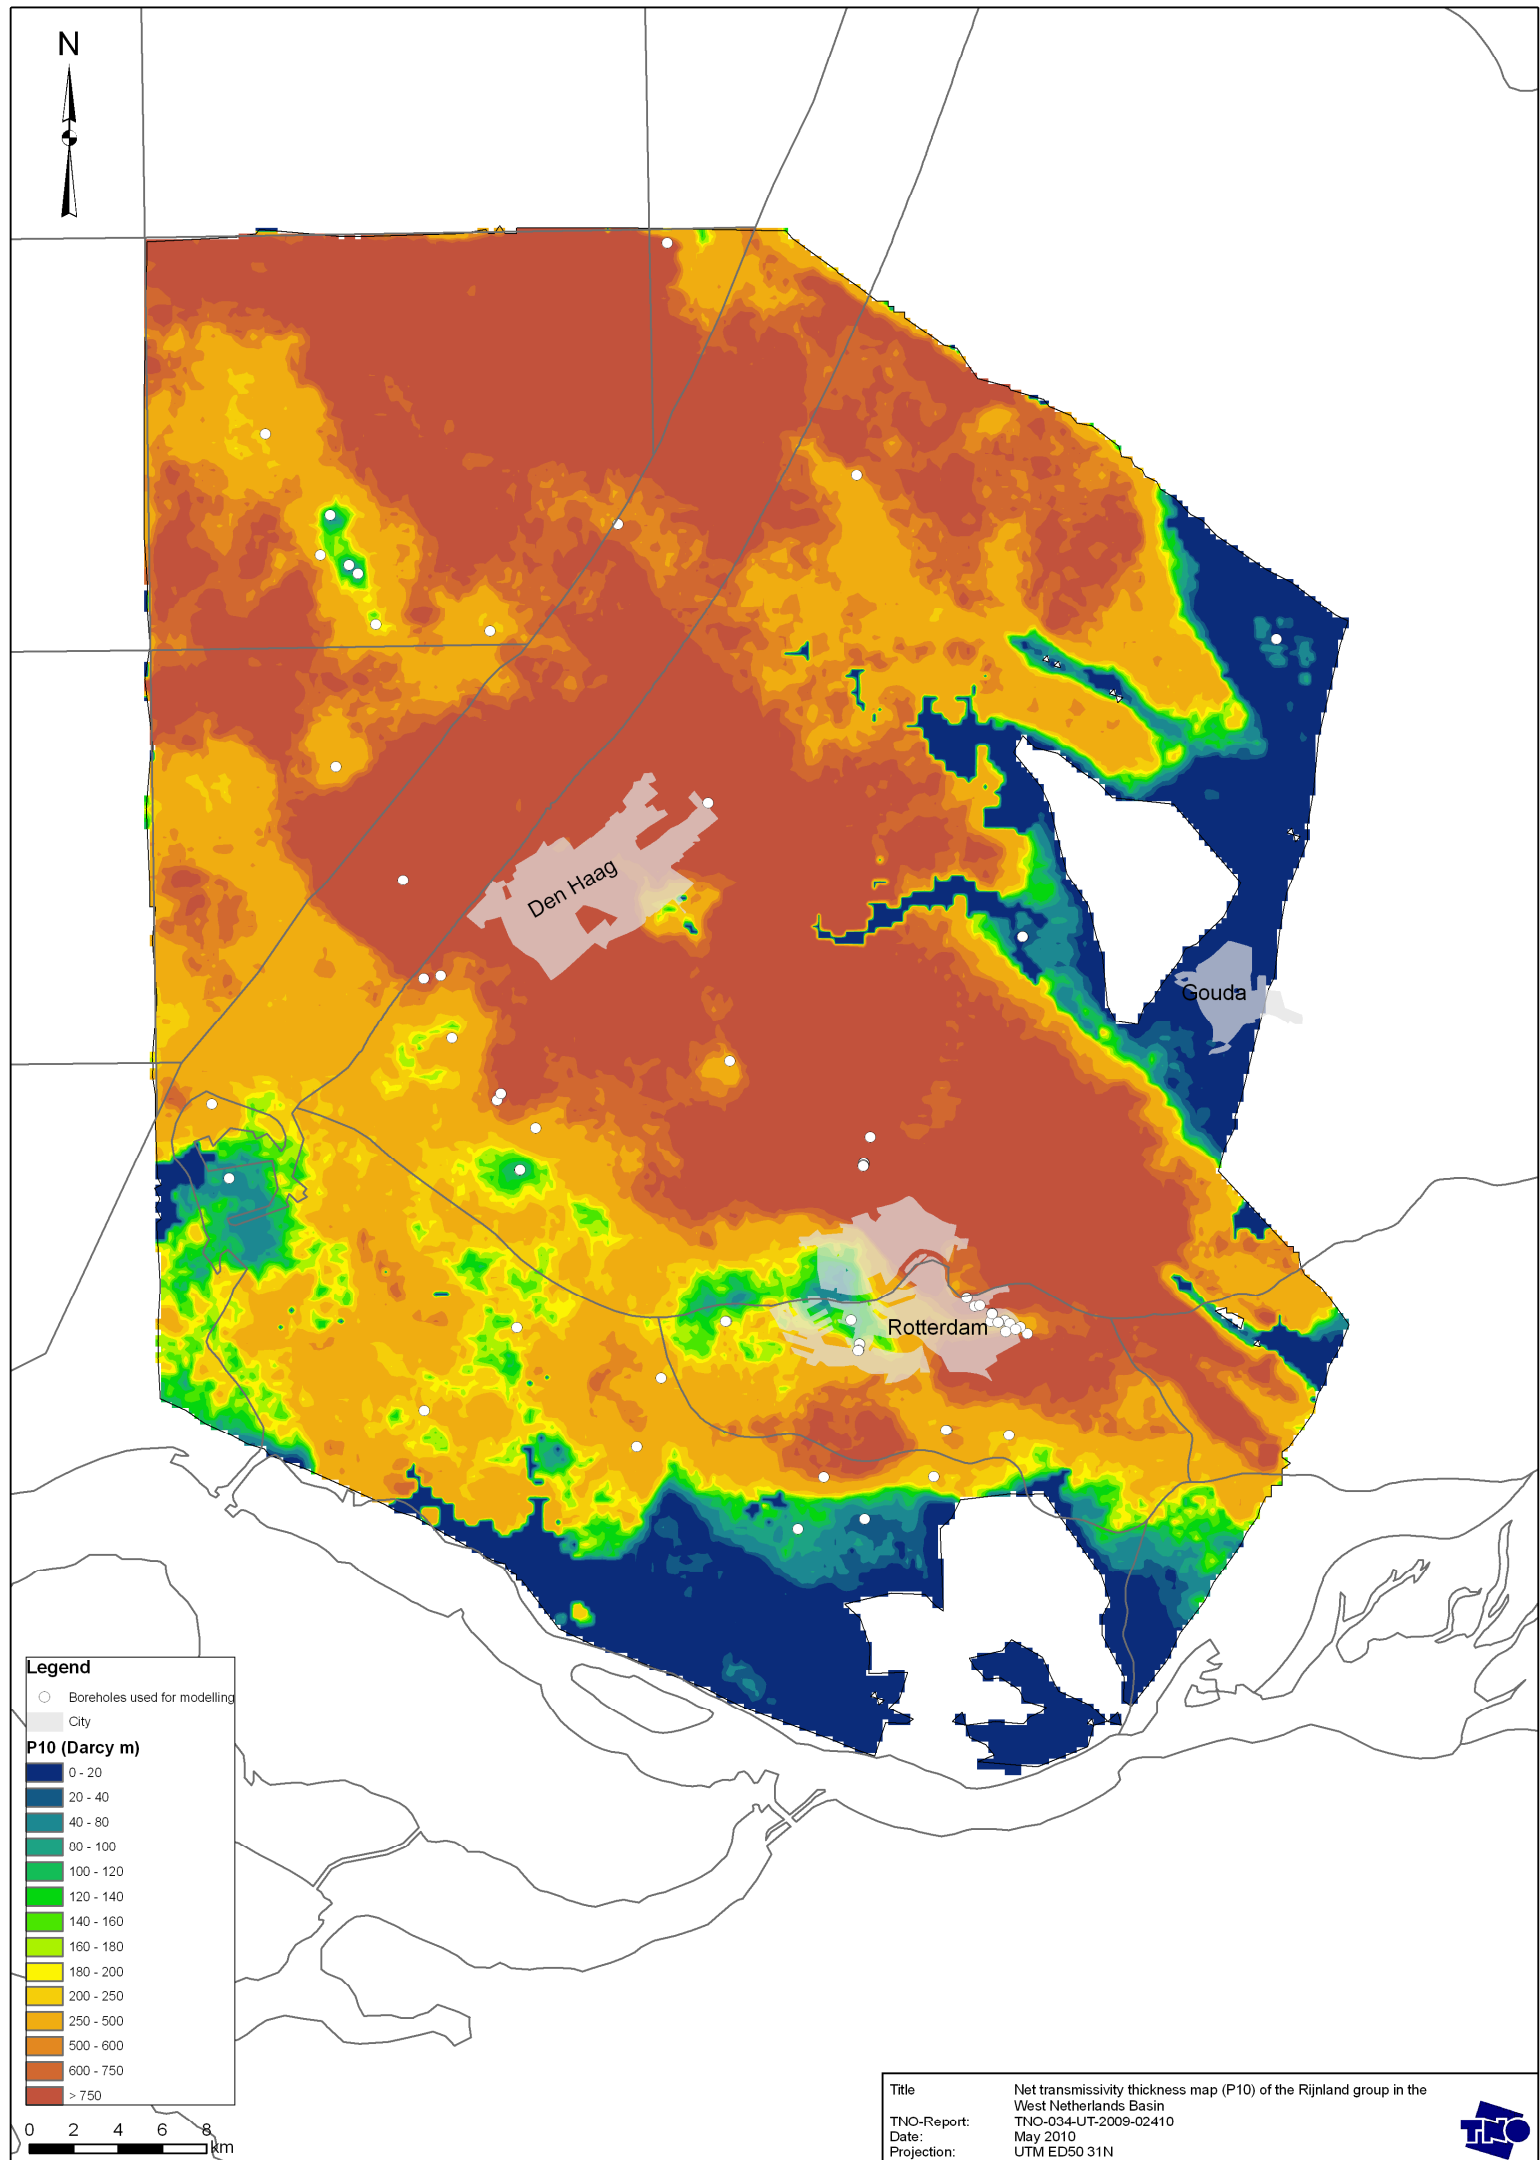 N
Den Haag
Gouda
Rotterdam
Legend
Boreholes used for modelling
City
P10 (Darcy m)
0 - 20
20 - 40
40 - 80
80 - 100
100 - 120
120 - 140
140 - 160
160 - 180
180 - 200
200 - 250
250 - 500
500 - 600
600 - 750
> 750
0 2 4 6 8
km
Title Net transmissivity thickness map (P10) of the Rijnland group in the
West Netherlands Basin
TNO-Report: TNO-034-UT-2009-02410
Date: May 2010
Projection: UTM ED50 31N
TNO